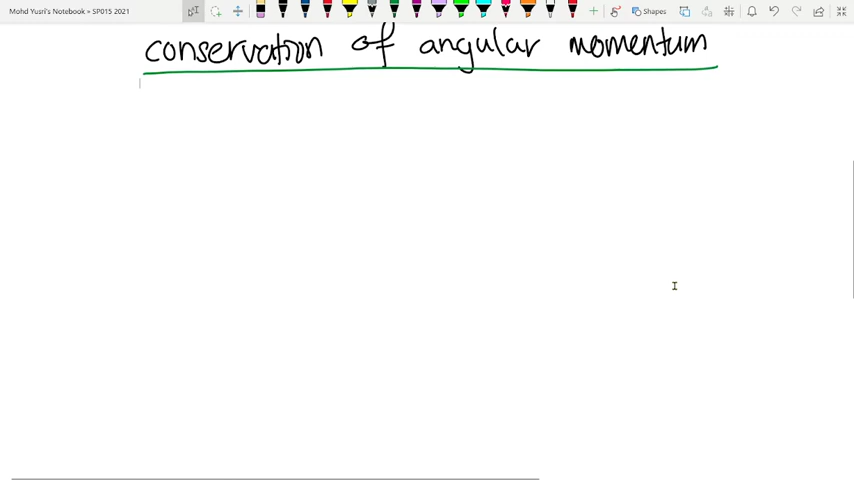 Mohd Yusri's Notebook » SP015 2021
Shapes
conservation of angular momentum